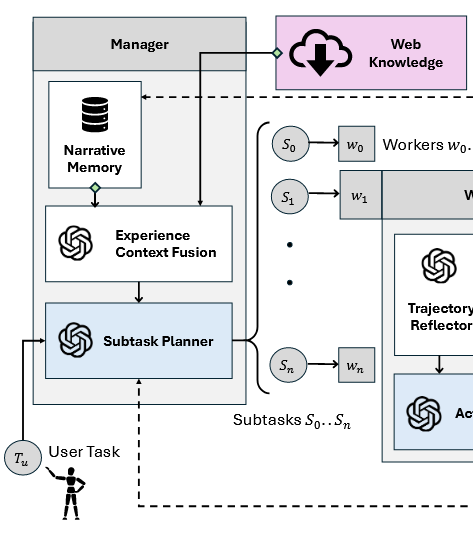 Manager
Web
Knowledge
Narrative
Memory
Experience
Context Fusion
Subtask Planner
S₀
w₀
Workers w₀.
S₁
w₁
W
Trajectory
Reflector
Sₙ
wₙ
Act
Subtasks S₀..Sₙ
Tᵤ
User Task